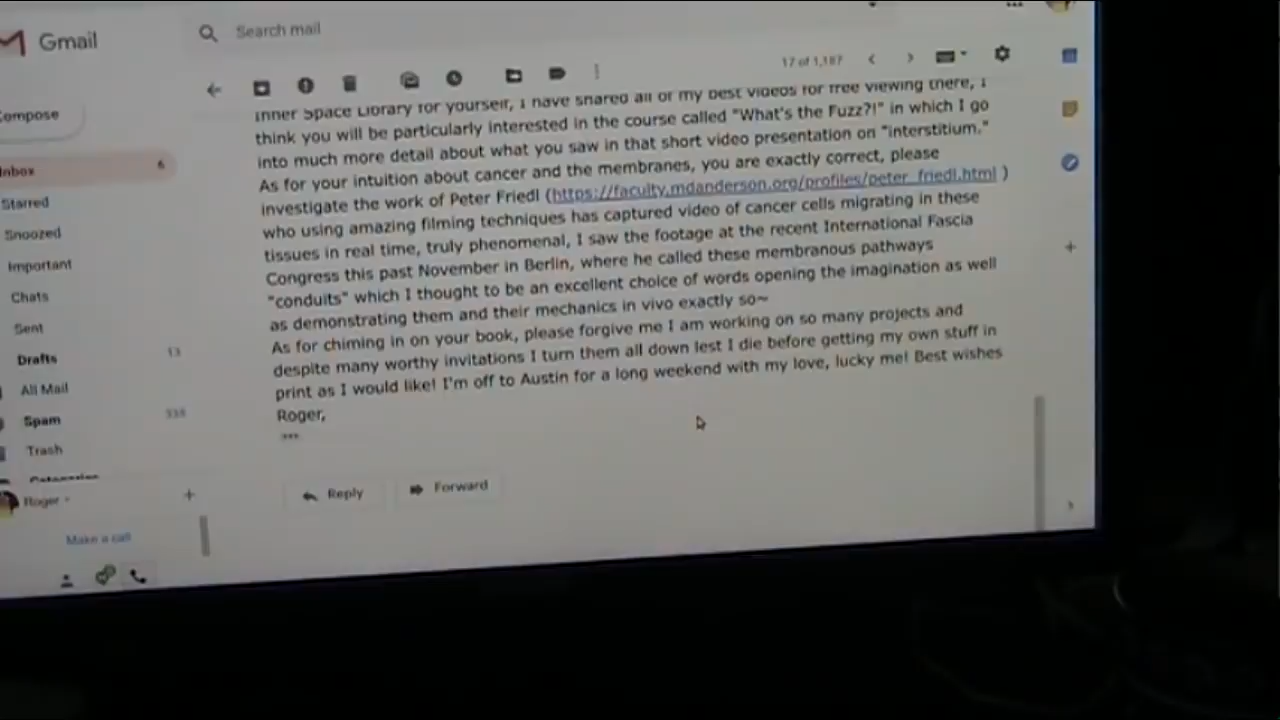 Gmail
Search mail
17 of 1,187
Compose
Inbox 6
Starred
Snoozed
Important
Chats
Sent
Drafts 13
All Mail
Spam
Trash
Categories
Roger
Make a call
Inner Space Library for yourself, I have shared all of my best videos for free viewing there, I
think you will be particularly interested in the course called "What's the Fuzz?!" in which I go
into much more detail about what you saw in that short video presentation on "interstitium."
As for your intuition about cancer and the membranes, you are exactly correct, please
investigate the work of Peter Friedl (https://faculty.mdanderson.org/profiles/peter_friedl.html )
who using amazing filming techniques has captured video of cancer cells migrating in these
tissues in real time, truly phenomenal, I saw the footage at the recent International Fascia
Congress this past November in Berlin, where he called these membranous pathways
"conduits" which I thought to be an excellent choice of words opening the imagination as well
as demonstrating them and their mechanics in vivo exactly so~
As for chiming in on your book, please forgive me I am working on so many projects and
despite many worthy invitations I turn them all down lest I die before getting my own stuff in
print as I would like! I'm off to Austin for a long weekend with my love, lucky me! Best wishes
Roger,
Reply
Forward